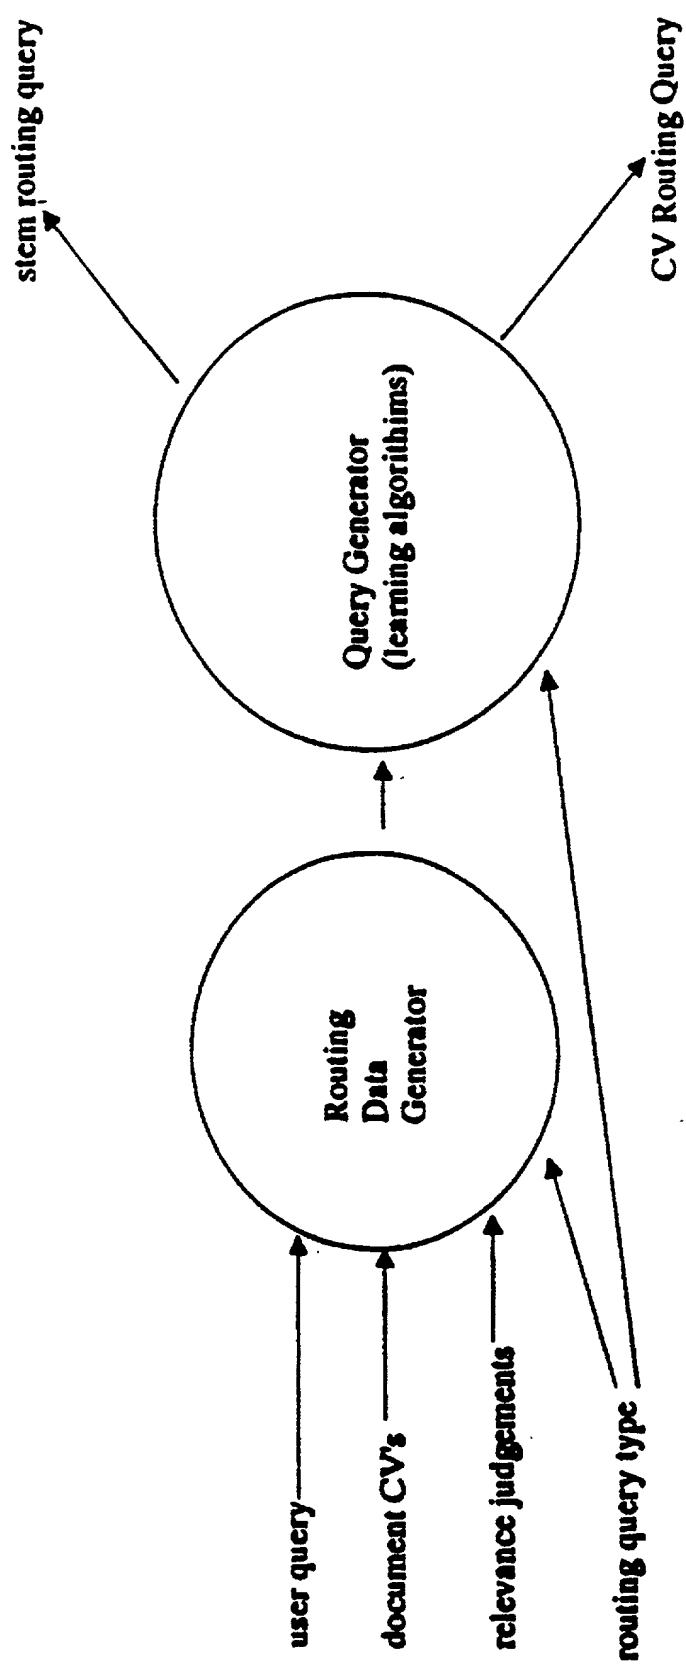 stem routing query
user query
document CV's
relevance judgements
routing query type
Routing
Data
Generator
Query Generator
(learning algorithims)
CV Routing Query